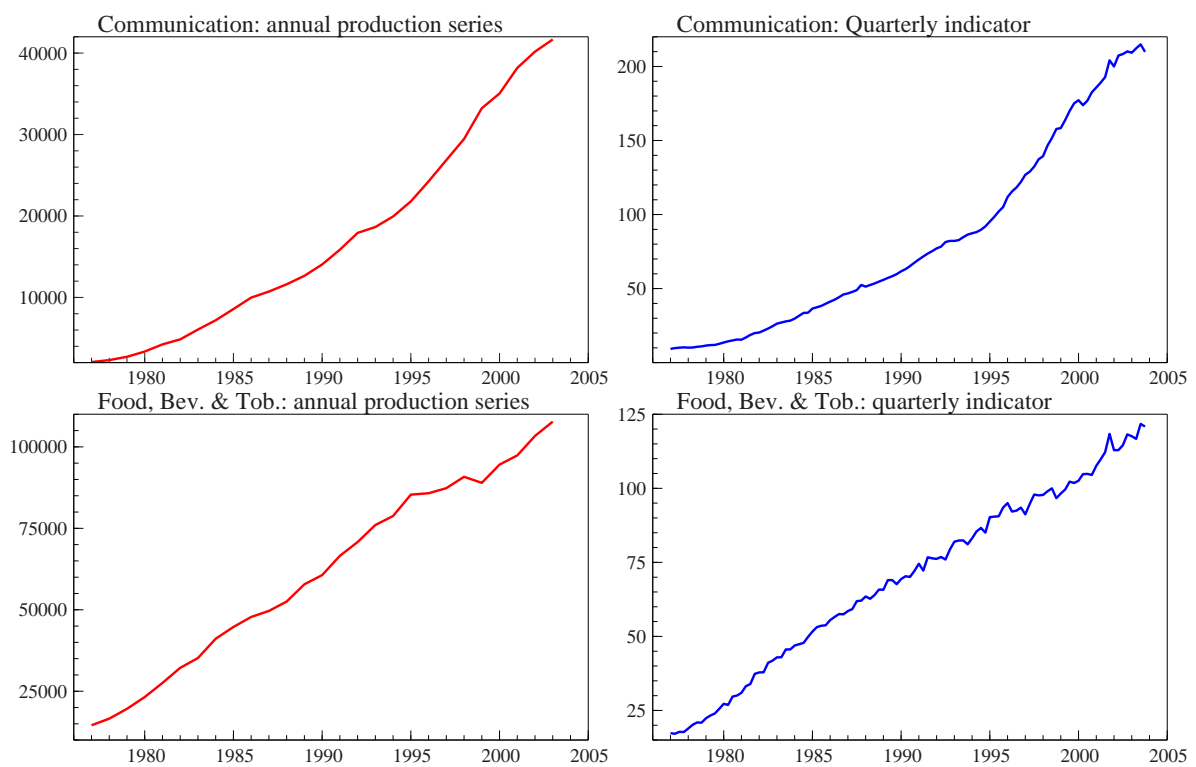 Communication: annual production series
40000
30000
20000
10000
1980 1985 1990 1995 2000 2005
Communication: Quarterly indicator
200
150
100
50
1980 1985 1990 1995 2000 2005
Food, Bev. & Tob.: annual production series
100000
75000
50000
25000
1980 1985 1990 1995 2000 2005
Food, Bev. & Tob.: quarterly indicator
125
100
75
50
25
1980 1985 1990 1995 2000 2005